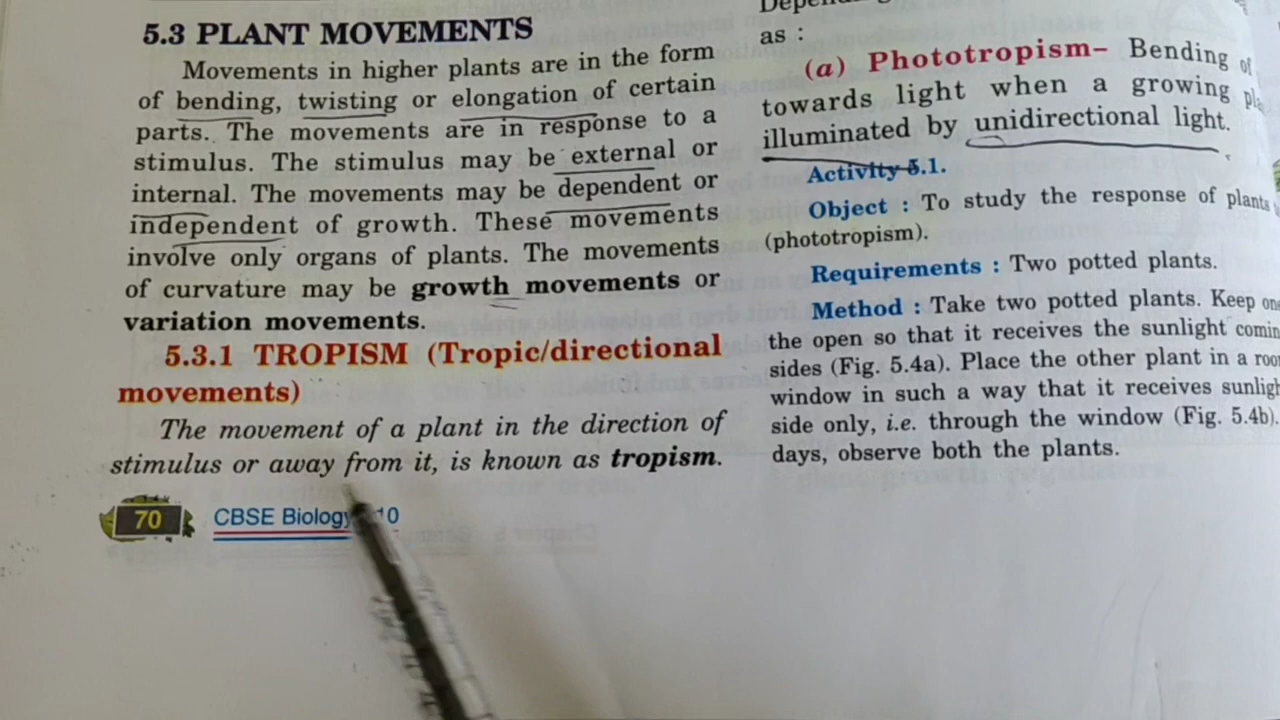 5.3 PLANT MOVEMENTS
Movements in higher plants are in the form
of bending, twisting or elongation of certain
parts. The movements are in response to a
stimulus. The stimulus may be external or
internal. The movements may be dependent or
independent of growth. These movements
involve only organs of plants. The movements
of curvature may be growth movements or
variation movements.
5.3.1 TROPISM (Tropic/directional
movements)
The movement of a plant in the direction of
stimulus or away from it, is known as tropism.
70 CBSE Biology 10
as :
(a) Phototropism– Bending of
towards light when a growing
illuminated by unidirectional light.
Activity 5.1.
Object : To study the response of plants
(phototropism).
Requirements : Two potted plants.
Method : Take two potted plants. Keep
the open so that it receives the sunlight
sides (Fig. 5.4a). Place the other plant in a
window in such a way that it receives
side only, i.e. through the window (Fig. 5.4b).
days, observe both the plants.